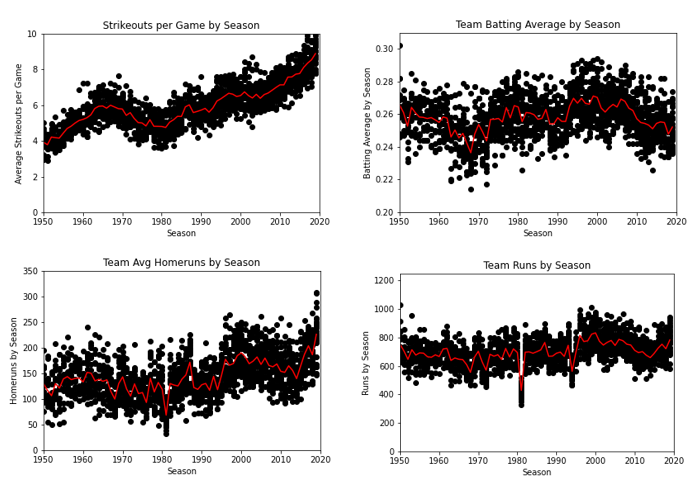 Strikeouts per Game by Season
Average Strikeouts per Game
10
8
6
4
2
0
1950 1960 1970 1980 1990 2000 2010 2020
Season
Team Batting Average by Season
Batting Average by Season
0.30
0.28
0.26
0.24
0.22
0.20
1950 1960 1970 1980 1990 2000 2010 2020
Season
Team Avg Homeruns by Season
Homeruns by Season
350
300
250
200
150
100
50
0
1950 1960 1970 1980 1990 2000 2010 2020
Season
Team Runs by Season
Runs by Season
1200
1000
800
600
400
200
0
1950 1960 1970 1980 1990 2000 2010 2020
Season